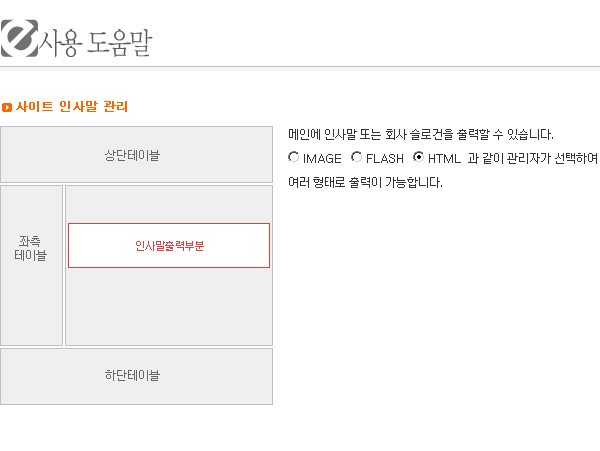 e사용 도움말
사이트 인사말 관리
상단테이블
좌측
테이블
인사말출력부분
하단테이블
메인에 인사말 또는 회사 슬로건을 출력할 수 있습니다.
IMAGE FLASH HTML 과 같이 관리자가 선택하여
여러 형태로 출력이 가능합니다.